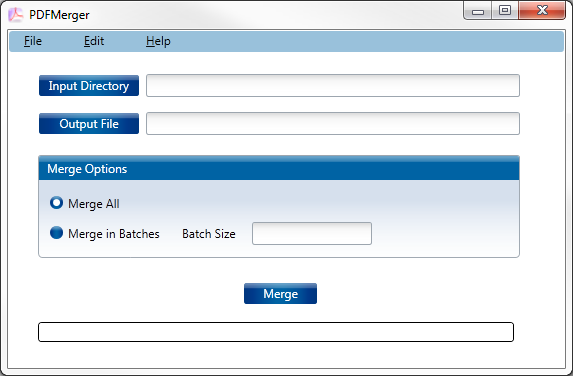 PDFMerger
File Edit Help
Input Directory
Output File
Merge Options
Merge All
Merge in Batches Batch Size
Merge